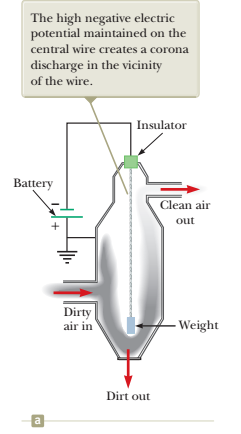 The high negative electric
potential maintained on the
central wire creates a corona
discharge in the vicinity
of the wire.
Insulator
Battery
−
+
Clean air
out
Dirty
air in
Weight
Dirt out
a